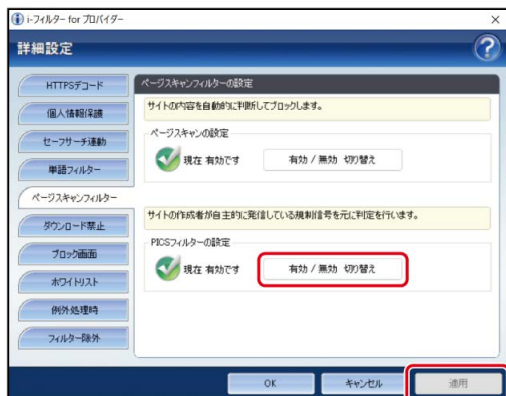 i-フィルター for プロバイダー
詳細設定
HTTPSデコード
個人情報保護
セーフサーチ連動
単語フィルター
ページスキャンフィルター
ダウンロード禁止
ブロック画面
ホワイトリスト
例外処理時
フィルター除外
ページスキャンフィルターの設定
サイトの内容を自動的に判断してブロックします。
ページスキャンの設定
現在 有効です
有効 / 無効 切り替え
サイトの作成者が自主的に発信している規制信号を元に判定を行います。
PICSフィルターの設定
現在 有効です
有効 / 無効 切り替え
OK
キャンセル
適用